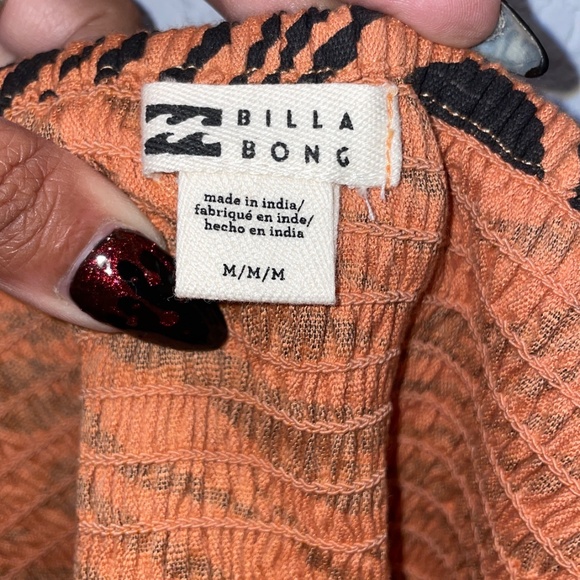 BILLA
BONG
made in india/
fabriqué en inde/
hecho en india
M/M/M